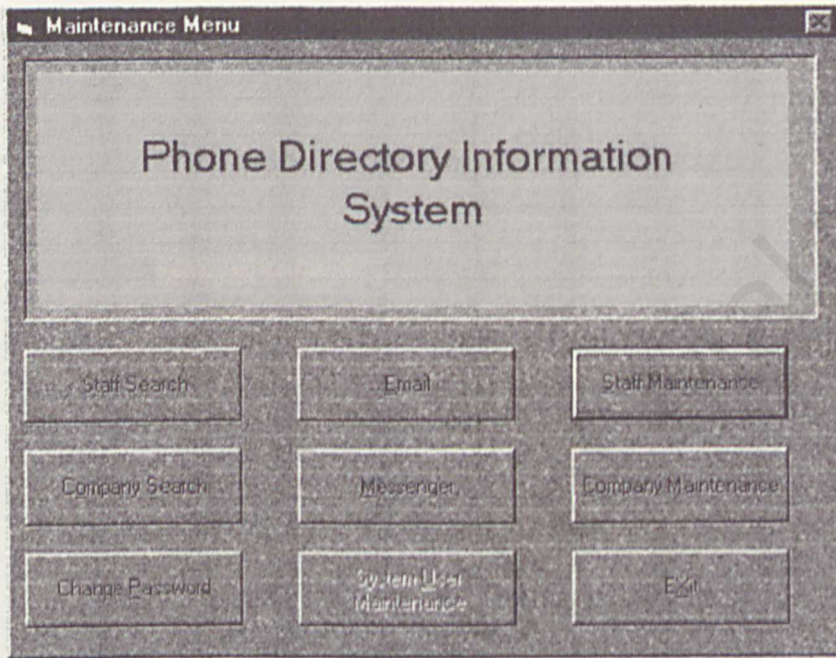 Maintenance Menu
Phone Directory Information
System
Staff Search
Email
Staff Maintenance
Company Search
Messenger
Company Maintenance
Change Password
System User
Maintenance
EXit